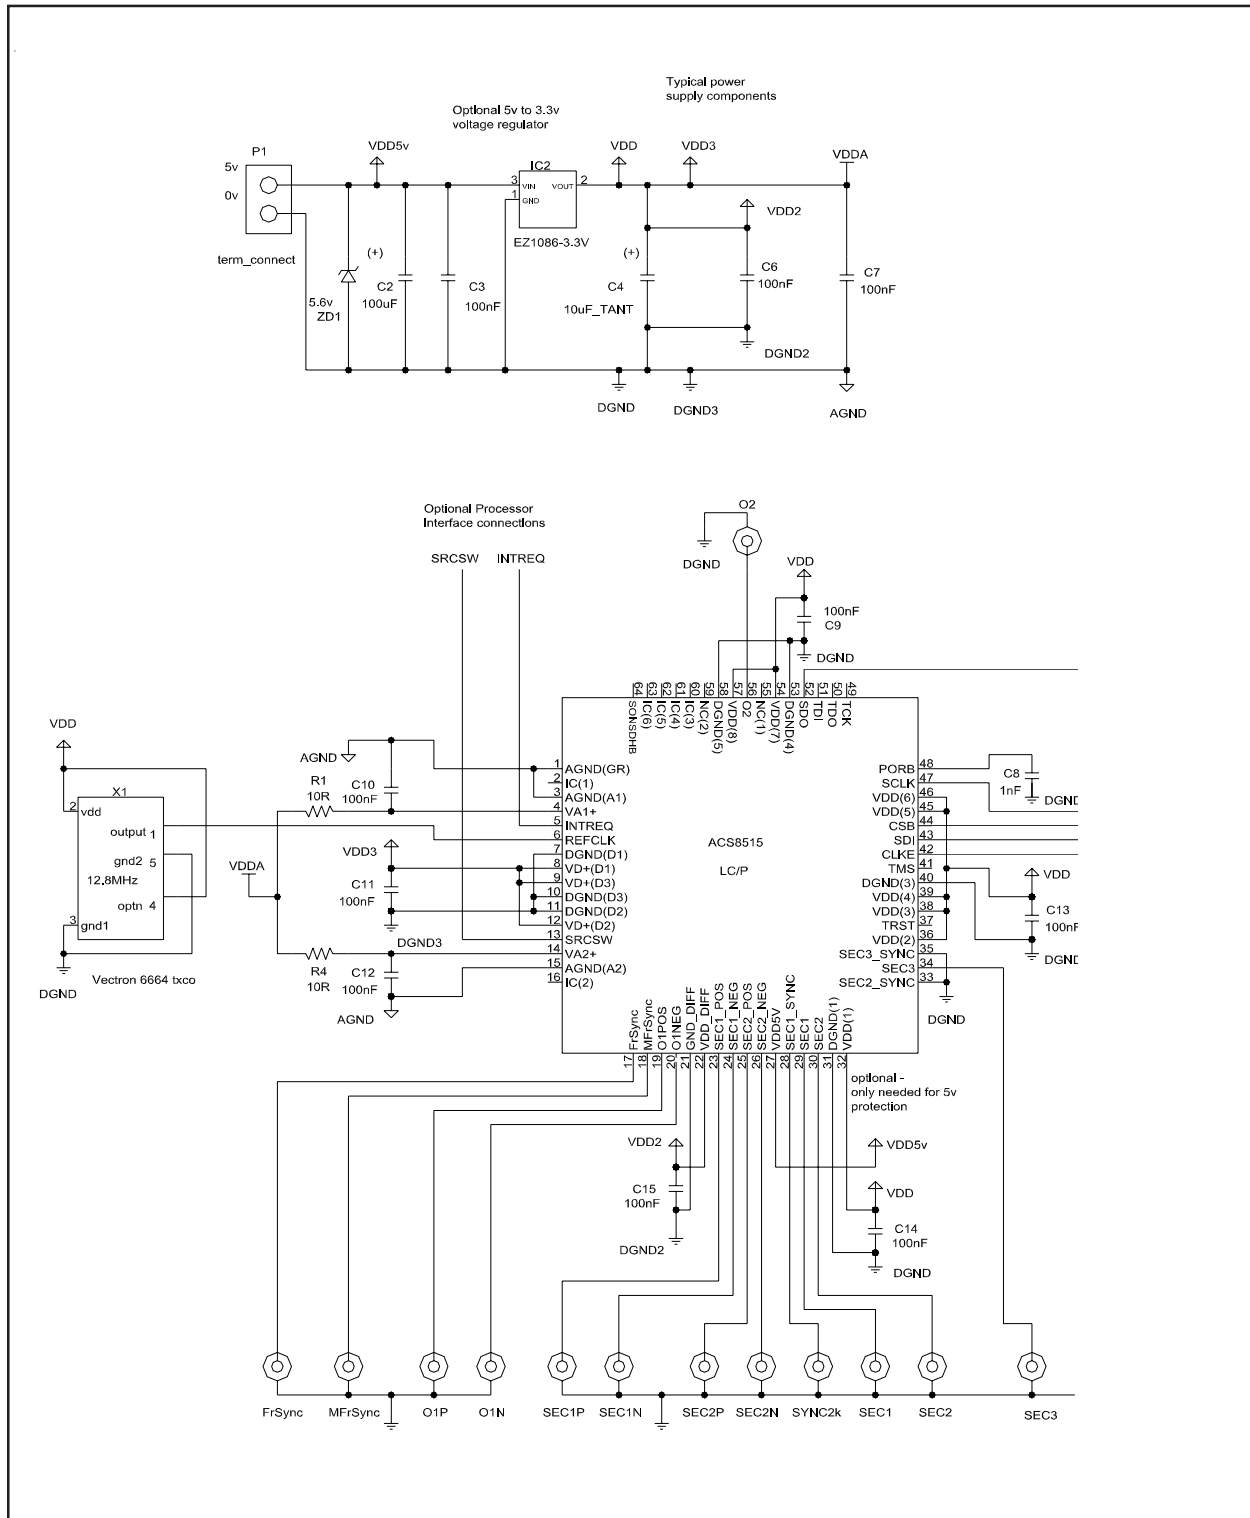 Typical power
supply components
Optional 5v to 3.3v
voltage regulator
P1
VDD5v
VDD
VDD3
VDDA
5v
0v
IC2
3
VIN
VOUT
2
1
GND
VDD2
EZ1086-3.3V
term_connect
(+)
(+)
C2
100uF
C3
100nF
C4
10uF_TANT
C6
100nF
C7
100nF
5.6v
ZD1
DGND2
DGND
DGND3
AGND
Optional Processor
Interface connections
SRCSW
INTREQ
O2
DGND
VDD
100nF
C9
DGND
64
63
62
61
60
59
58
57
56
55
54
53
52
51
50
49
SONSDHB
IC(6)
IC(5)
IC(4)
IC(3)
NC(2)
DGND(5)
VDD(8)
O2
NC(1)
VDD(7)
DGND(4)
SDO
TDI
TDO
TCK
VDD
AGND
X1
2
vdd
output
1
gnd2
5
12.8MHz
optn
4
3
gnd1
DGND
Vectron 6664 txco
R1
10R
C10
100nF
VDD3
VDDA
C11
100nF
DGND3
R4
10R
C12
100nF
AGND
1 AGND(GR)
2 IC(1)
3 AGND(A1)
4 VA1+
5 INTREQ
6 REFCLK
7 DGND(D1)
8 VD+(D1)
9 VD+(D3)
10 DGND(D3)
11 DGND(D2)
12 VD+(D2)
13 SRCSW
14 VA2+
15 AGND(A2)
16 IC(2)
ACS8515
LC/P
PORB 48
SCLK 47
VDD(6) 46
VDD(5) 45
CSB 44
SDI 43
CLKE 42
TMS 41
DGND(3) 40
VDD(4) 39
VDD(3) 38
TRST 37
VDD(2) 36
SEC3_SYNC 35
SEC3 34
SEC2_SYNC 33
C8
1nF
DGND
VDD
C13
100nF
DGND
DGND
FrSync
MFrSync
O1POS
O1NEG
GND_DIFF
VDD_DIFF
SEC1_POS
SEC1_NEG
SEC2_POS
SEC2_NEG
VDD5V
SEC1_SYNC
SEC1
SEC2
DGND(1)
VDD(1)
17
18
19
20
21
22
23
24
25
26
27
28
29
30
31
32
optional -
only needed for 5v
protection
VDD2
C15
100nF
DGND2
VDD5v
VDD
C14
100nF
DGND
FrSync
MFrSync
O1P
O1N
SEC1P
SEC1N
SEC2P
SEC2N
SYNC2k
SEC1
SEC2
SEC3